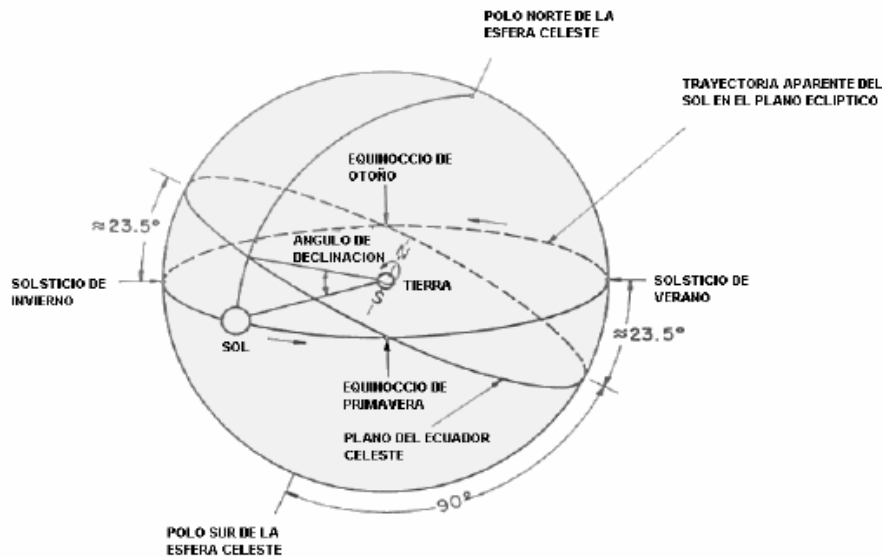 POLO NORTE DE LA
ESFERA CELESTE
TRAYECTORIA APARENTE DEL
SOL EN EL PLANO ECLIPTICO
EQUINOCCIO DE
OTOÑO
≈23.5°
ANGULO DE
DECLINACION
N
TIERRA
S
SOLSTICIO DE
INVIERNO
SOLSTICIO DE
VERANO
SOL
≈23.5°
EQUINOCCIO DE
PRIMAVERA
PLANO DEL ECUADOR
CELESTE
90º
POLO SUR DE LA
ESFERA CELESTE